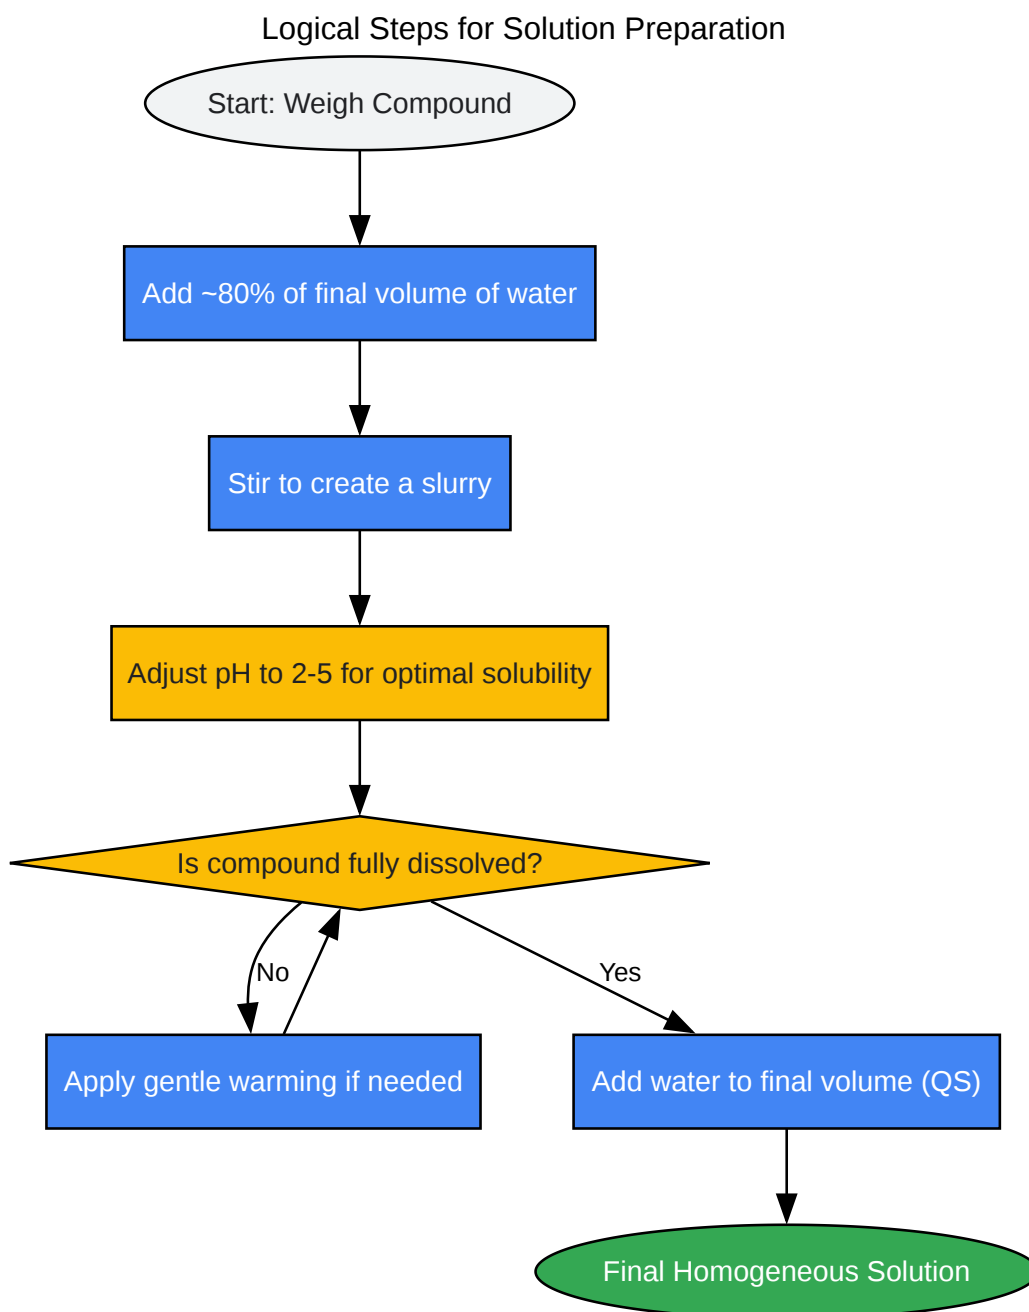 Logical Steps for Solution Preparation
Start: Weigh Compound
Add ~80% of final volume of water
Stir to create a slurry
Adjust pH to 2-5 for optimal solubility
Is compound fully dissolved?
No
Yes
Apply gentle warming if needed
Add water to final volume (QS)
Final Homogeneous Solution